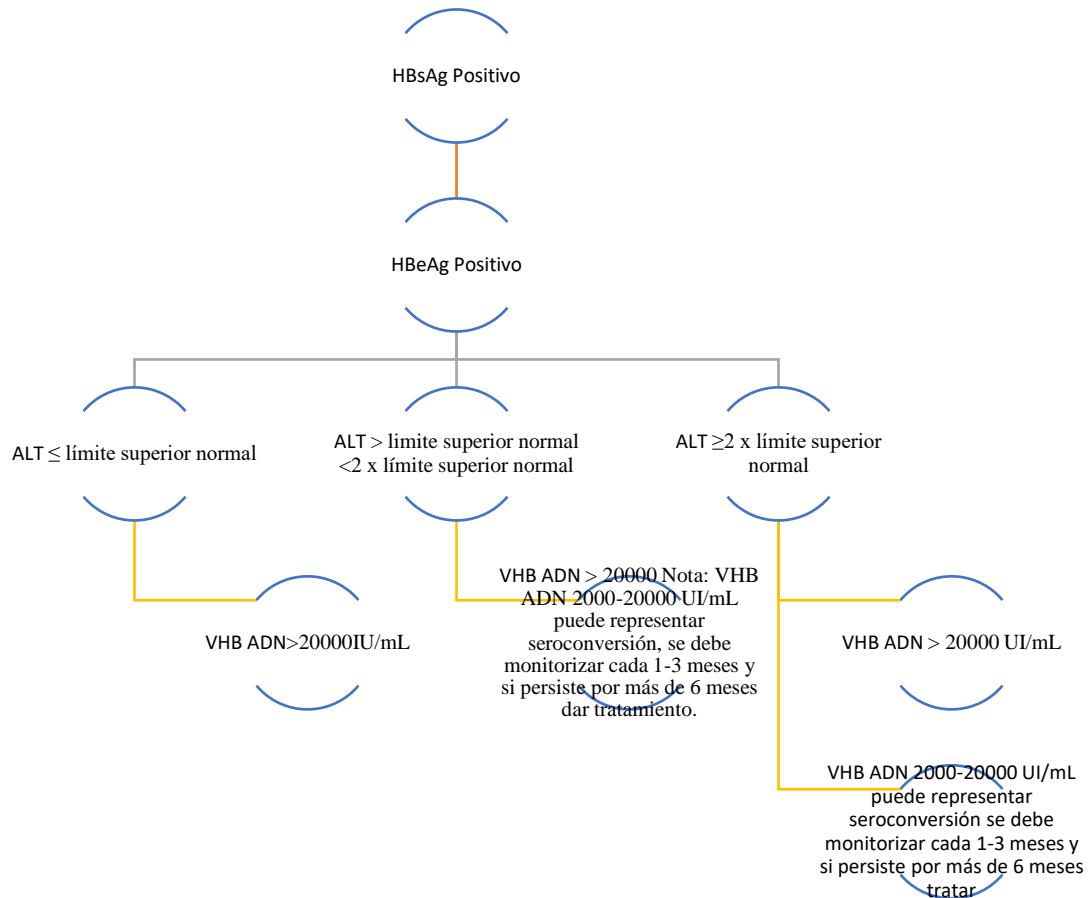 HBsAg Positivo
HBeAg Positivo
ALT ≤ límite superior normal
ALT > limite superior normal
<2 x límite superior normal
ALT ≥2 x límite superior
normal
VHB ADN>20000IU/mL
VHB ADN > 20000 Nota: VHB
ADN 2000-20000 UI/mL
puede representar
seroconversión, se debe
monitorizar cada 1-3 meses y
si persiste por más de 6 meses
dar tratamiento.
VHB ADN > 20000 UI/mL
VHB ADN 2000-20000 UI/mL
puede representar
seroconversión se debe
monitorizar cada 1-3 meses y
si persiste por más de 6 meses
tratar